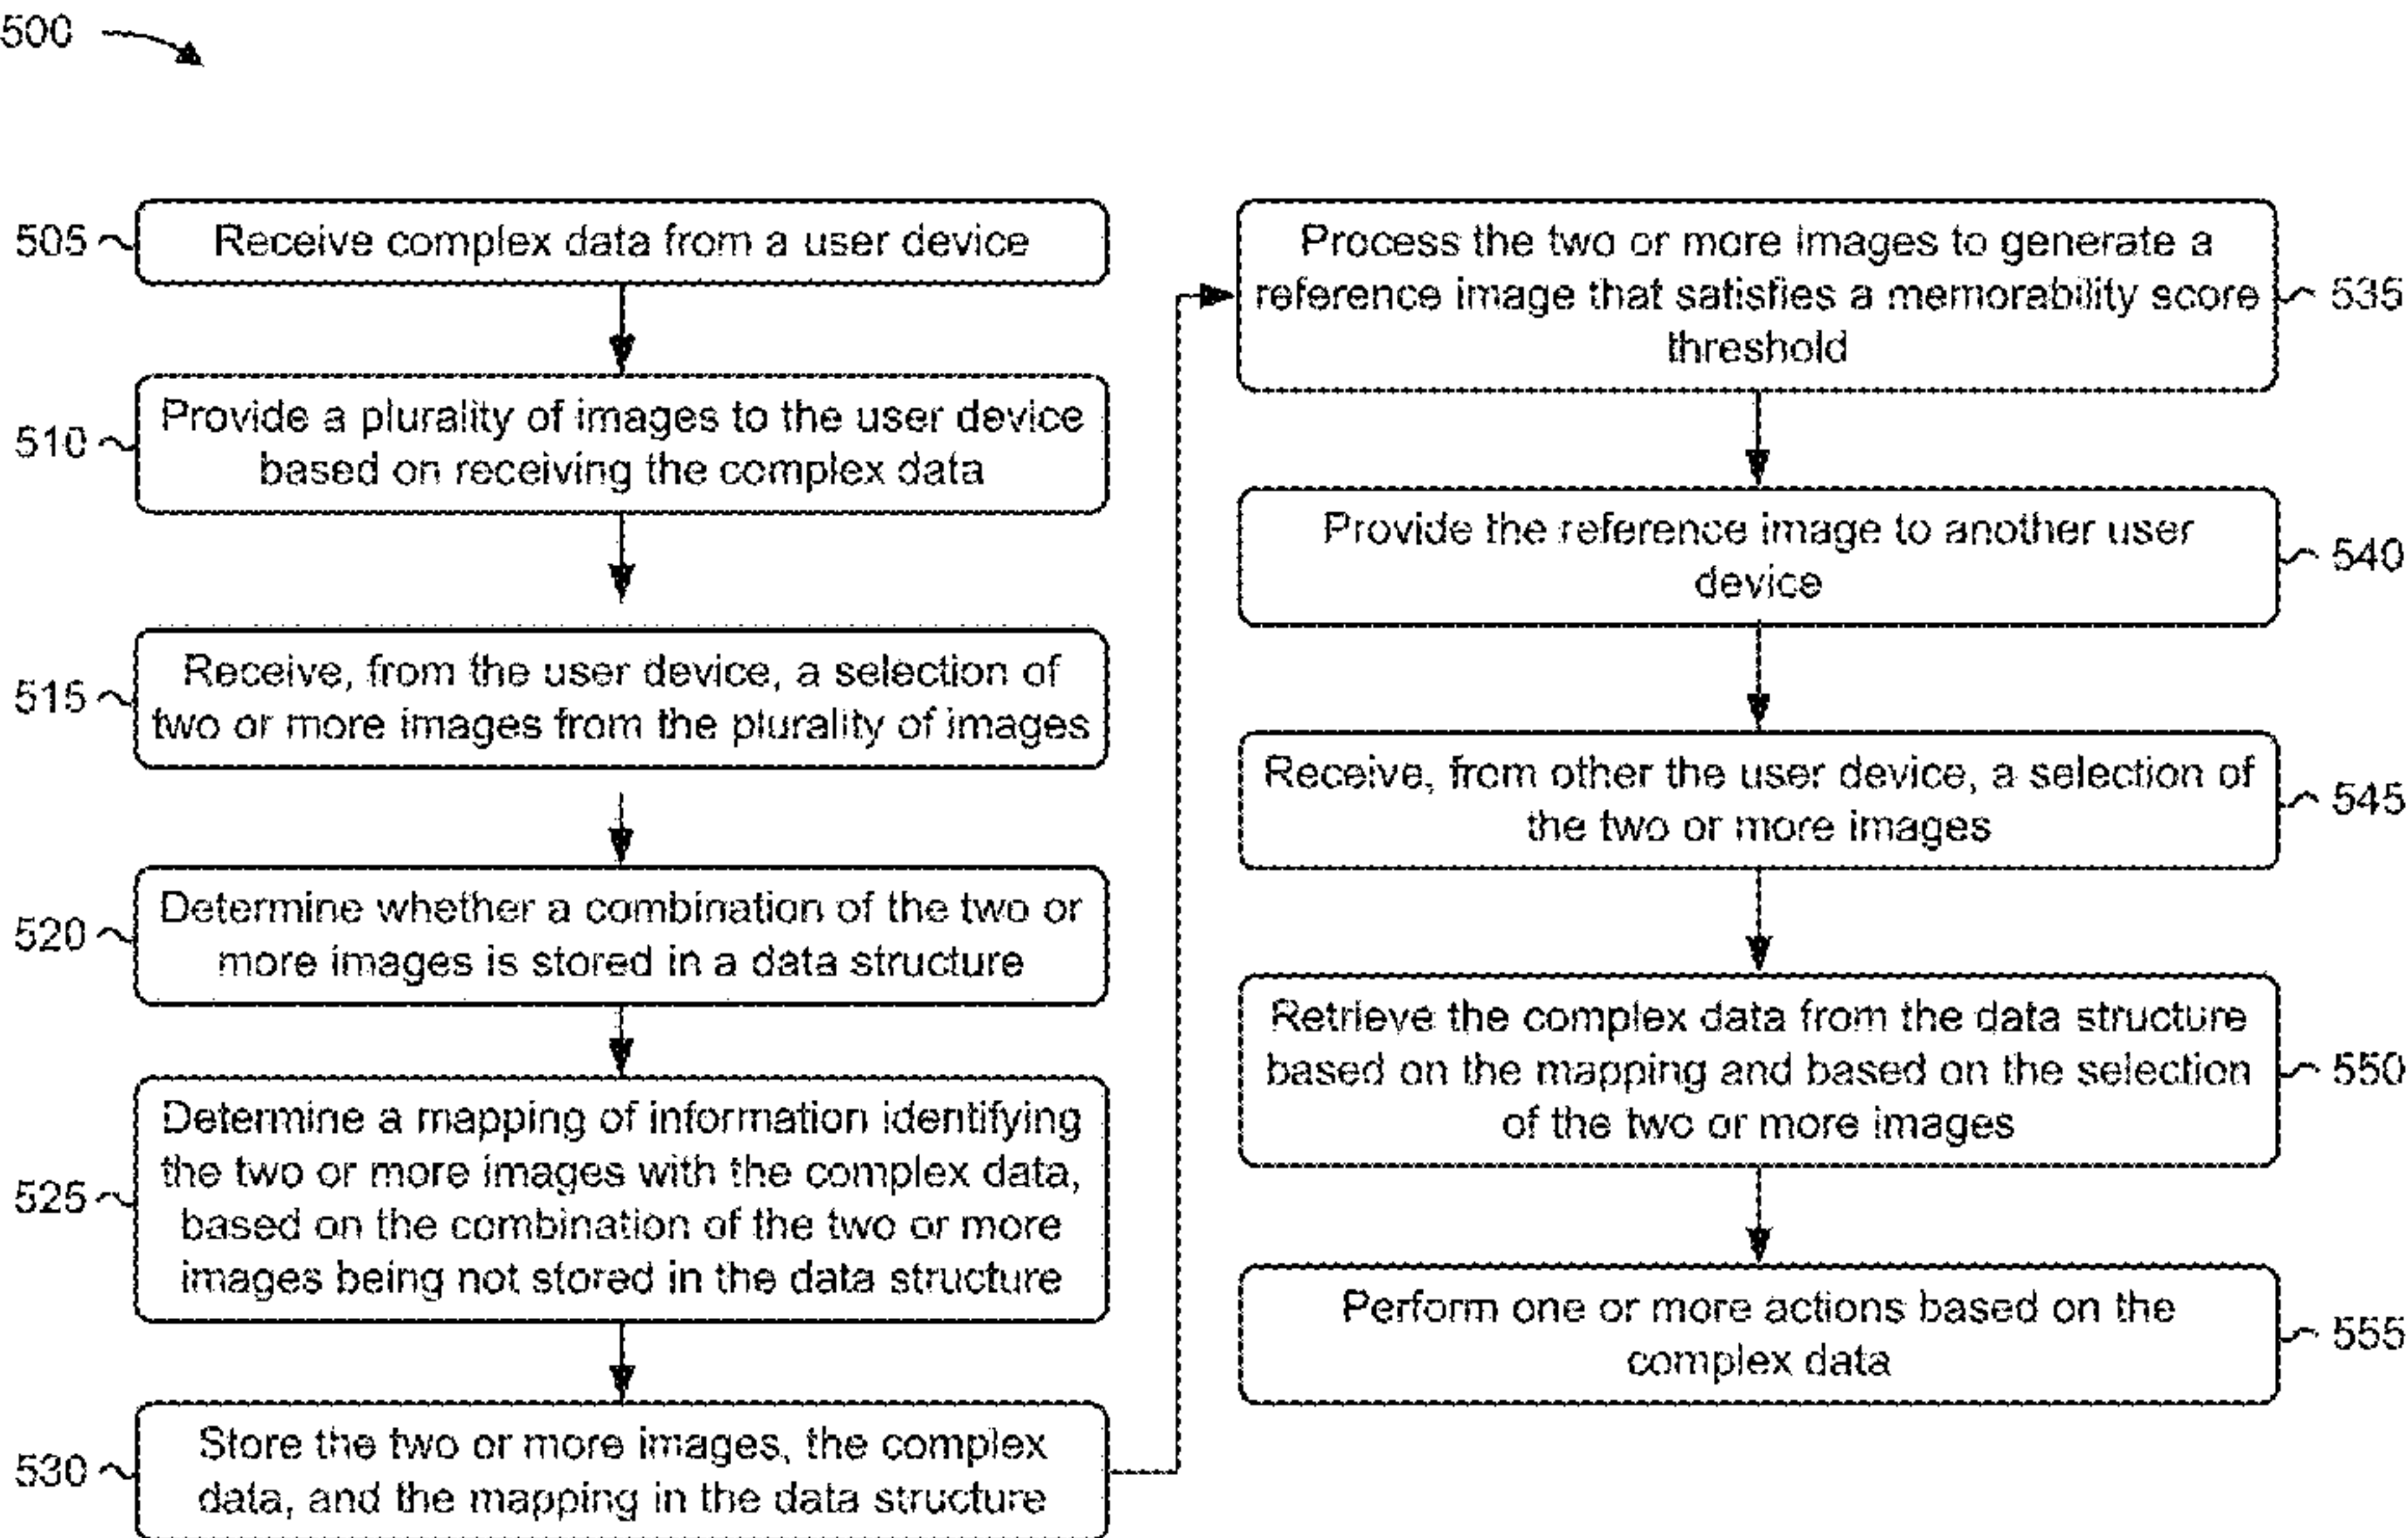 500
505
Receive complex data from a user device
510
Provide a plurality of images to the user device
based on receiving the complex data
515
Receive, from the user device, a selection of
two or more images from the plurality of images
520
Determine whether a combination of the two or
more images is stored in a data structure
525
Determine a mapping of information identifying
the two or more images with the complex data,
based on the combination of the two or more
images being not stored in the data structure
530
Store the two or more images, the complex
data, and the mapping in the data structure
Process the two or more images to generate a
reference image that satisfies a memorability score
threshold
535
Provide the reference image to another user
device
540
Receive, from other the user device, a selection of
the two or more images
545
Retrieve the complex data from the data structure
based on the mapping and based on the selection
of the two or more images
550
Perform one or more actions based on the
complex data
555